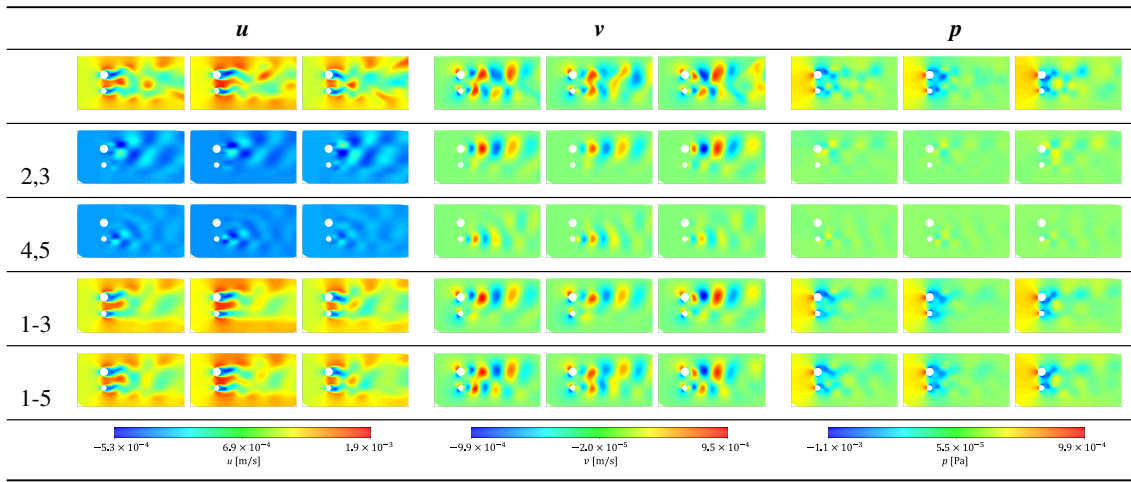 u v p
2,3
4,5
1-3
1-5
−5.3 × 10⁻⁴ 6.9 × 10⁻⁴ 1.9 × 10⁻³ −9.9 × 10⁻⁴ −2.0 × 10⁻⁵ 9.5 × 10⁻⁴ −1.1 × 10⁻³ 5.5 × 10⁻⁵ 9.9 × 10⁻⁴
u [m/s] v [m/s] p [Pa]